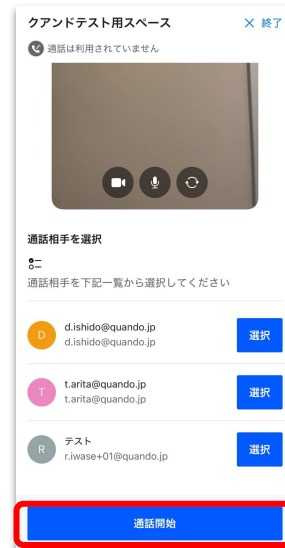 クアンドテスト用スペース
× 終了
通話は利用されていません
通話相手を選択
通話相手を下記一覧から選択してください
D
d.ishido@quando.jp
d.ishido@quando.jp
選択
T
t.arita@quando.jp
t.arita@quando.jp
選択
R
テスト
r.iwase+01@quando.jp
選択
通話開始